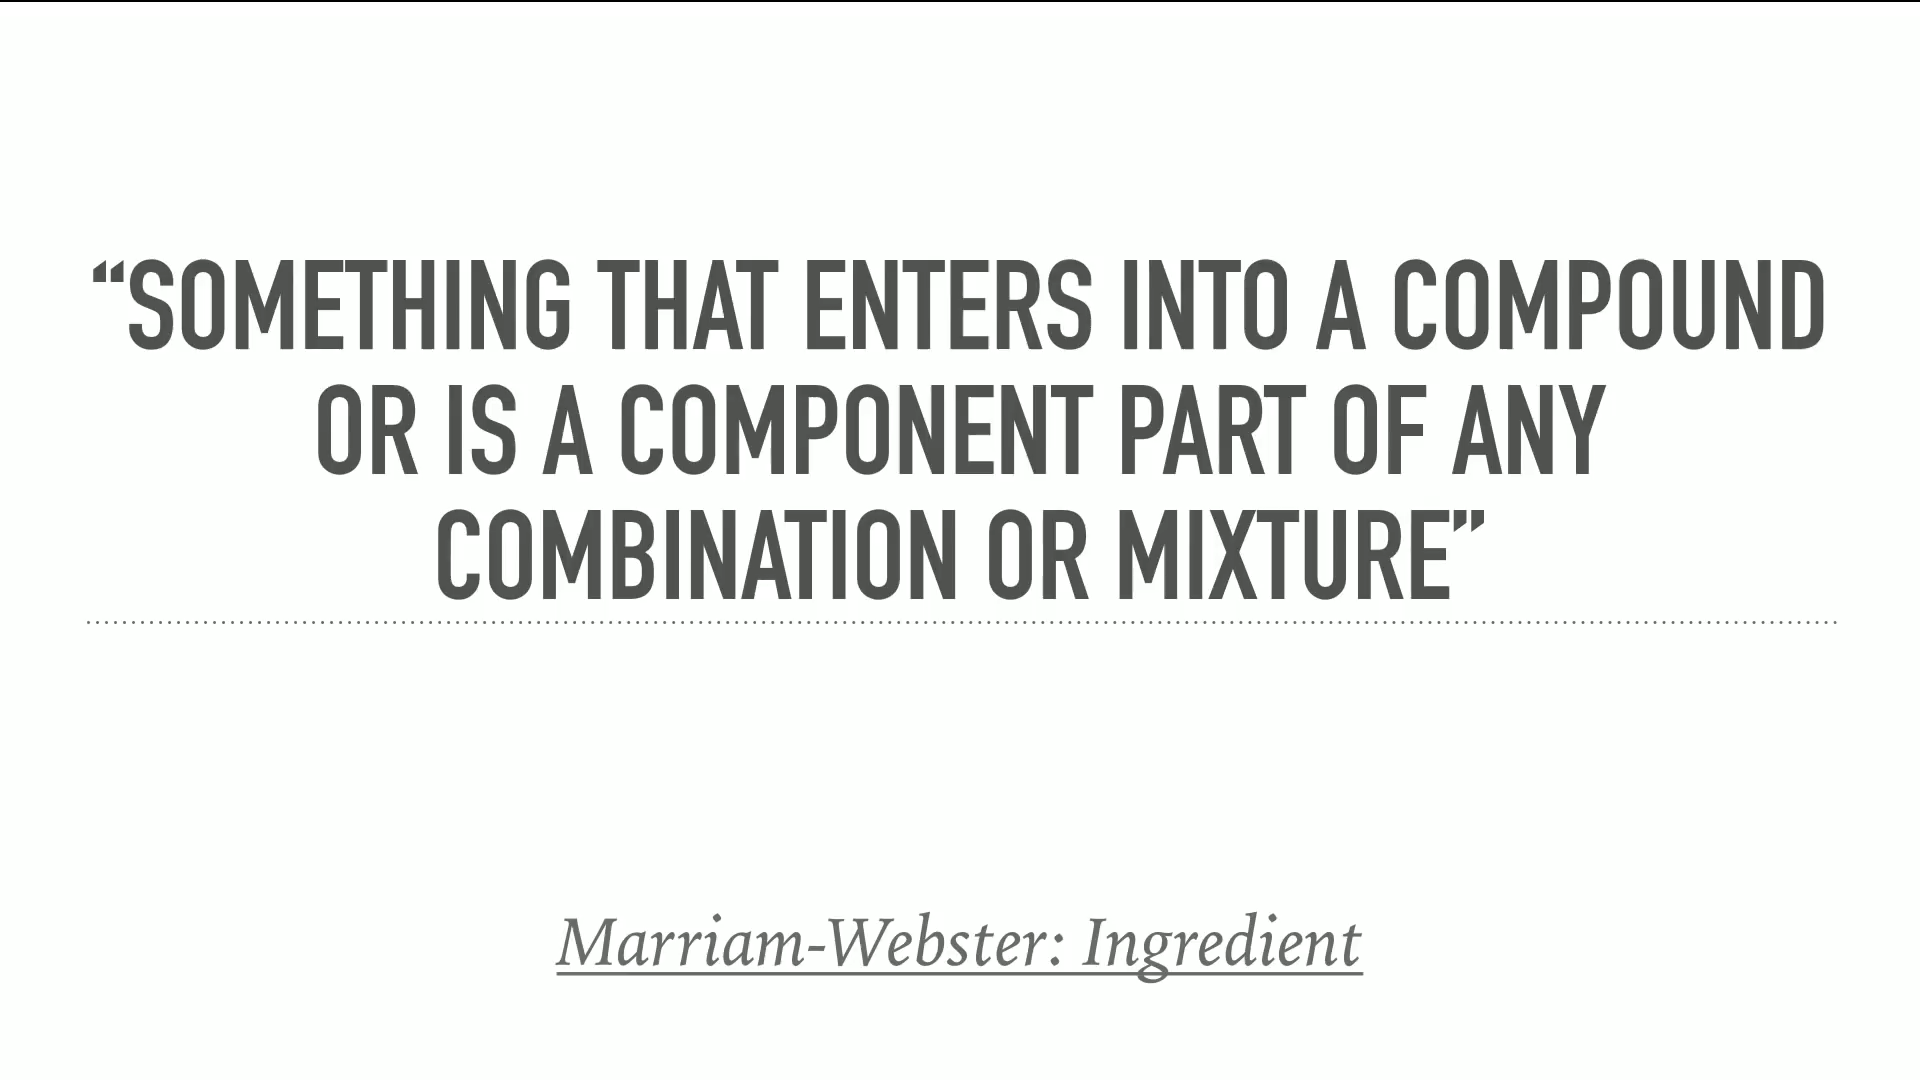 “SOMETHING THAT ENTERS INTO A COMPOUND
OR IS A COMPONENT PART OF ANY
COMBINATION OR MIXTURE”
Marriam-Webster: Ingredient